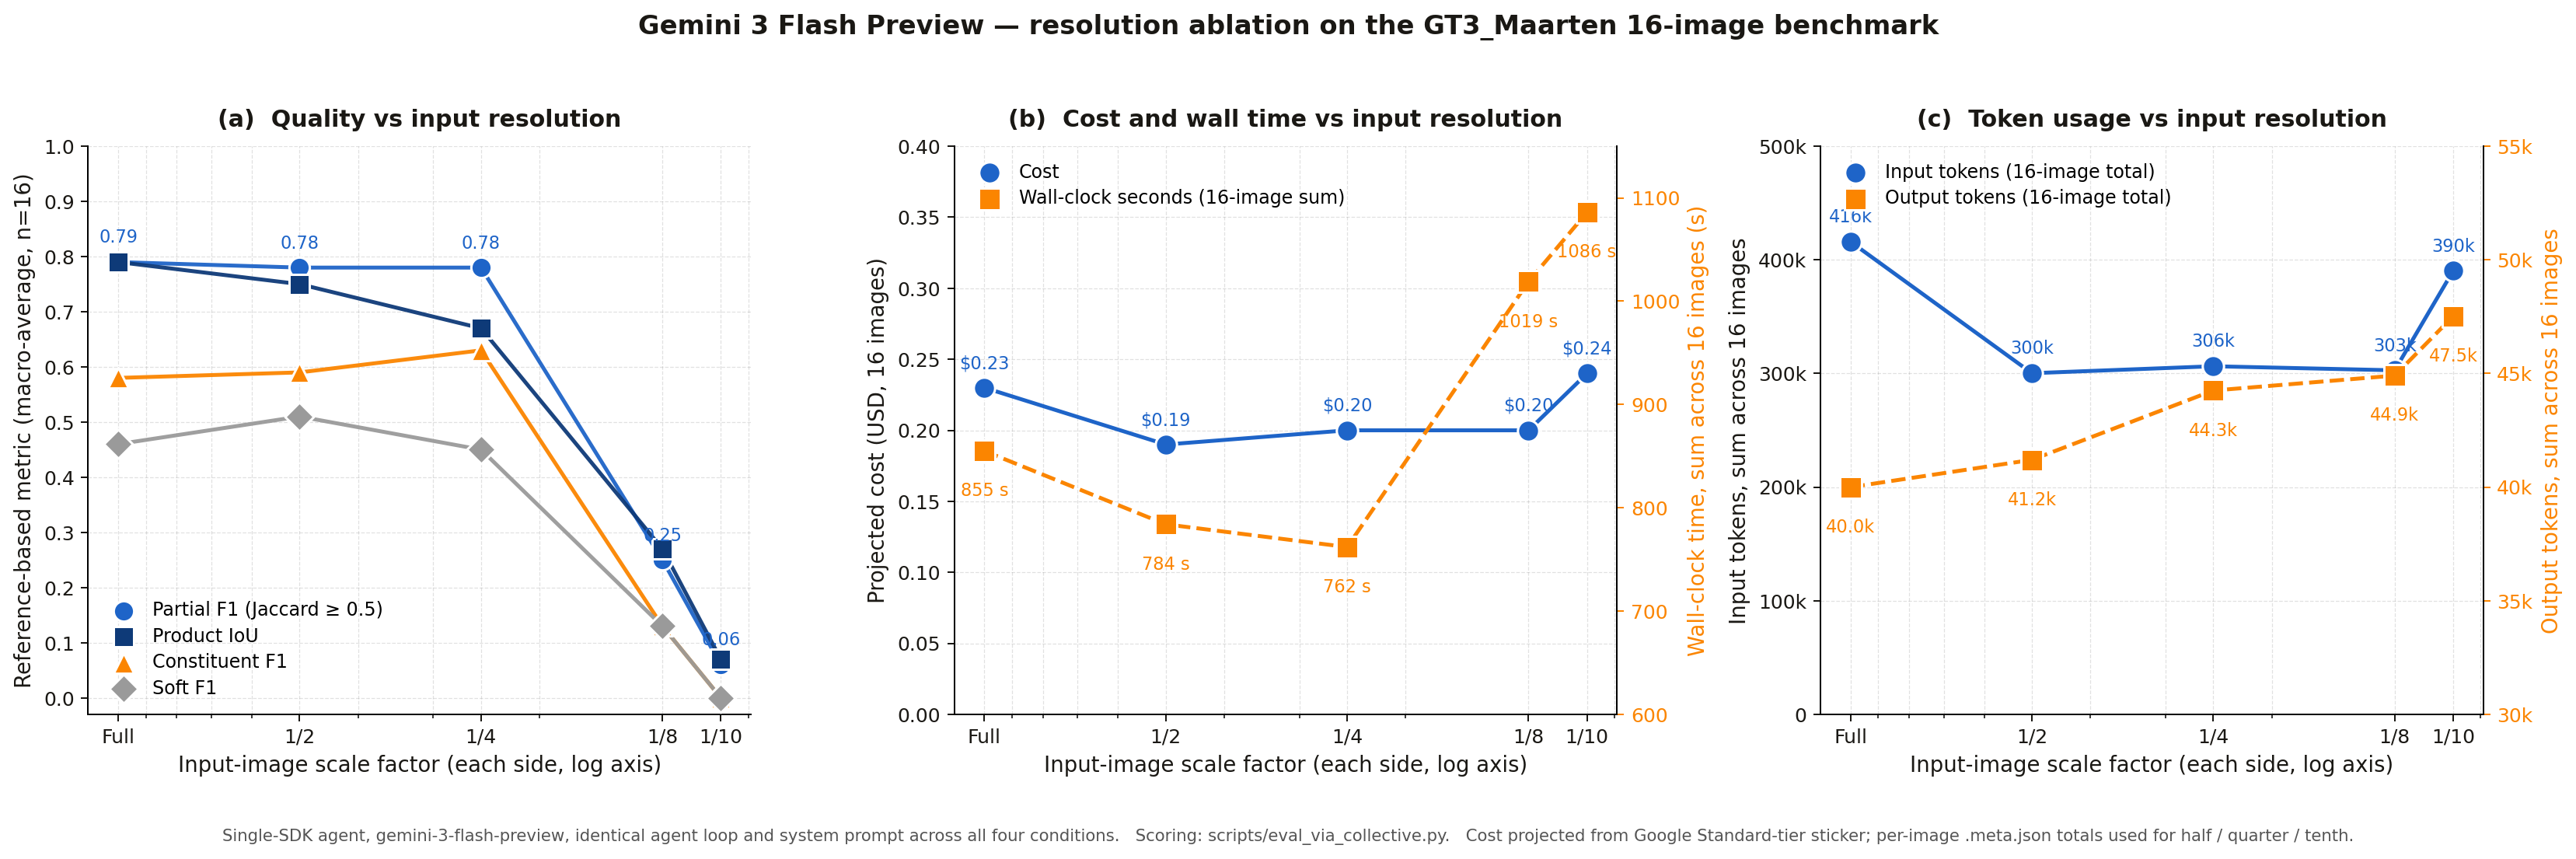 Gemini 3 Flash Preview — resolution ablation on the GT3_Maarten 16-image benchmark
(a)  Quality vs input resolution
Reference-based metric (macro-average, n=16)
1.0
0.9
0.8
0.7
0.6
0.5
0.4
0.3
0.2
0.1
0.0
0.79
0.78
0.78
0.25
0.06
Partial F1 (Jaccard ≥ 0.5)
Product IoU
Constituent F1
Soft F1
Full
1/2
1/4
1/8
1/10
Input-image scale factor (each side, log axis)
(b)  Cost and wall time vs input resolution
Projected cost (USD, 16 images)
0.40
0.35
0.30
0.25
0.20
0.15
0.10
0.05
0.00
Cost
Wall-clock seconds (16-image sum)
$0.23
$0.19
$0.20
$0.20
$0.24
855 s
784 s
762 s
1019 s
1086 s
1100
1000
900
800
700
600
Wall-clock time, sum across 16 images (s)
Full
1/2
1/4
1/8
1/10
Input-image scale factor (each side, log axis)
(c)  Token usage vs input resolution
Input tokens, sum across 16 images
500k
400k
300k
200k
100k
0
Input tokens (16-image total)
Output tokens (16-image total)
416k
300k
306k
303k
390k
40.0k
41.2k
44.3k
44.9k
47.5k
55k
50k
45k
40k
35k
30k
Output tokens, sum across 16 images
Full
1/2
1/4
1/8
1/10
Input-image scale factor (each side, log axis)
Single-SDK agent, gemini-3-flash-preview, identical agent loop and system prompt across all four conditions.   Scoring: scripts/eval_via_collective.py.   Cost projected from Google Standard-tier sticker; per-image .meta.json totals used for half / quarter / tenth.